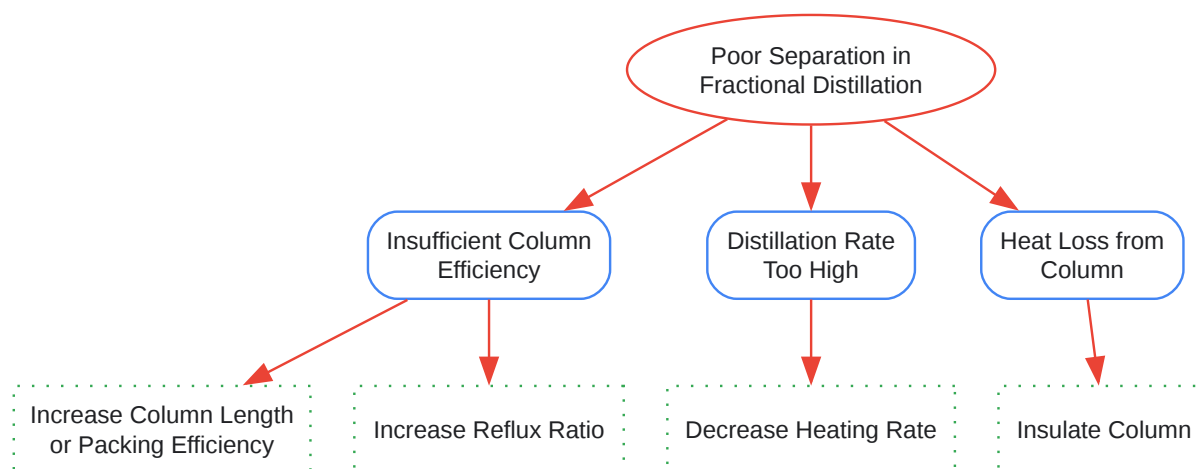 Poor Separation in
Fractional Distillation
Insufficient Column
Efficiency
Distillation Rate
Too High
Heat Loss from
Column
Increase Column Length
or Packing Efficiency
Increase Reflux Ratio
Decrease Heating Rate
Insulate Column